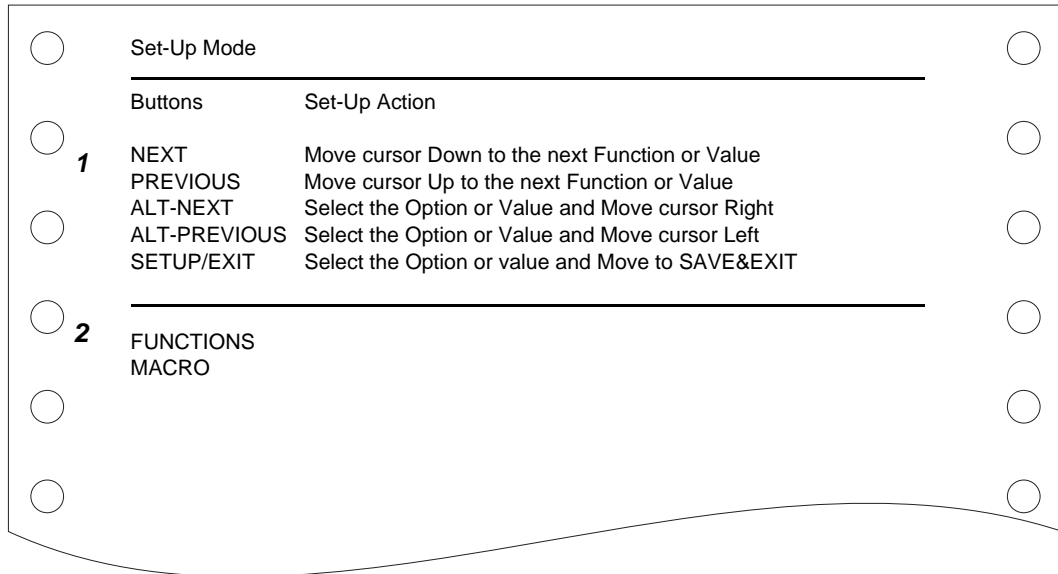 Set-Up Mode
Buttons Set-Up Action
1 NEXT Move cursor Down to the next Function or Value
PREVIOUS Move cursor Up to the next Function or Value
ALT-NEXT Select the Option or Value and Move cursor Right
ALT-PREVIOUS Select the Option or Value and Move cursor Left
SETUP/EXIT Select the Option or value and Move to SAVE&EXIT
2 FUNCTIONS
MACRO